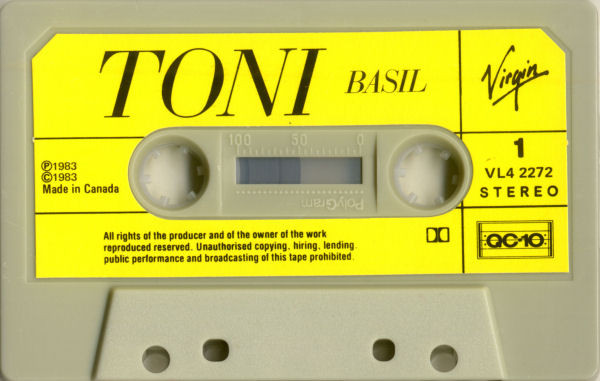 TONI BASIL
Virgin
℗1983
©1983
Made in Canada
100 50 0
PolyGram
1
VL4 2272
STEREO
All rights of the producer and of the owner of the work
reproduced reserved. Unauthorised copying, hiring, lending,
public performance and broadcasting of this tape prohibited.
QC-10